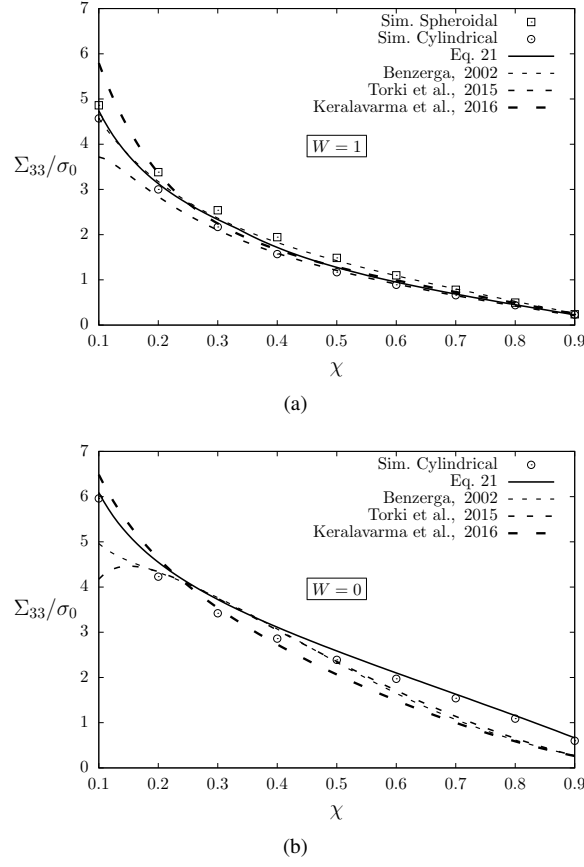 7
6
5
4
3
2
1
0
Σ33/σ0
Sim. Spheroidal
Sim. Cylindrical
Eq. 21
Benzerga, 2002
Torki et al., 2015
Keralavarma et al., 2016
W = 1
0.1 0.2 0.3 0.4 0.5 0.6 0.7 0.8 0.9
χ
(a)
7
6
5
4
3
2
1
0
Σ33/σ0
Sim. Cylindrical
Eq. 21
Benzerga, 2002
Torki et al., 2015
Keralavarma et al., 2016
W = 0
0.1 0.2 0.3 0.4 0.5 0.6 0.7 0.8 0.9
χ
(b)